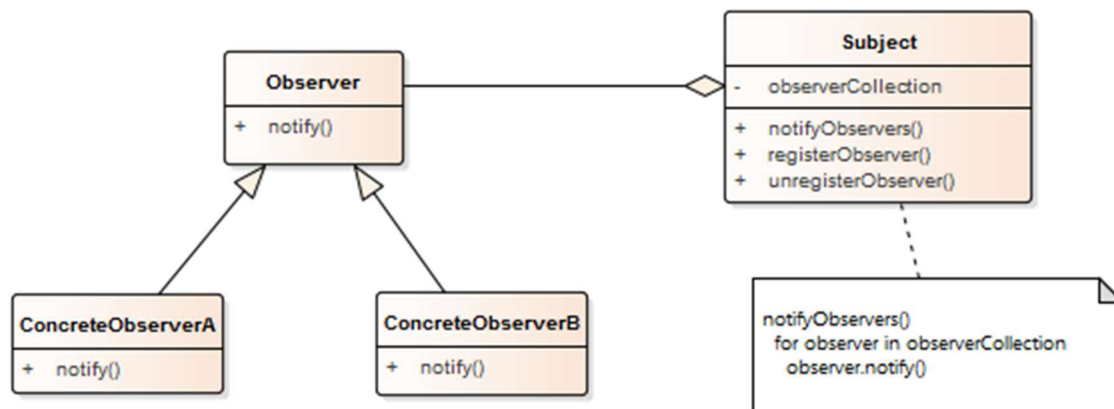 Observer
+ notify()
Subject
- observerCollection
+ notifyObservers()
+ registerObserver()
+ unregisterObserver()
ConcreteObserverA
+ notify()
ConcreteObserverB
+ notify()
notifyObservers()
for observer in observerCollection
observer.notify()